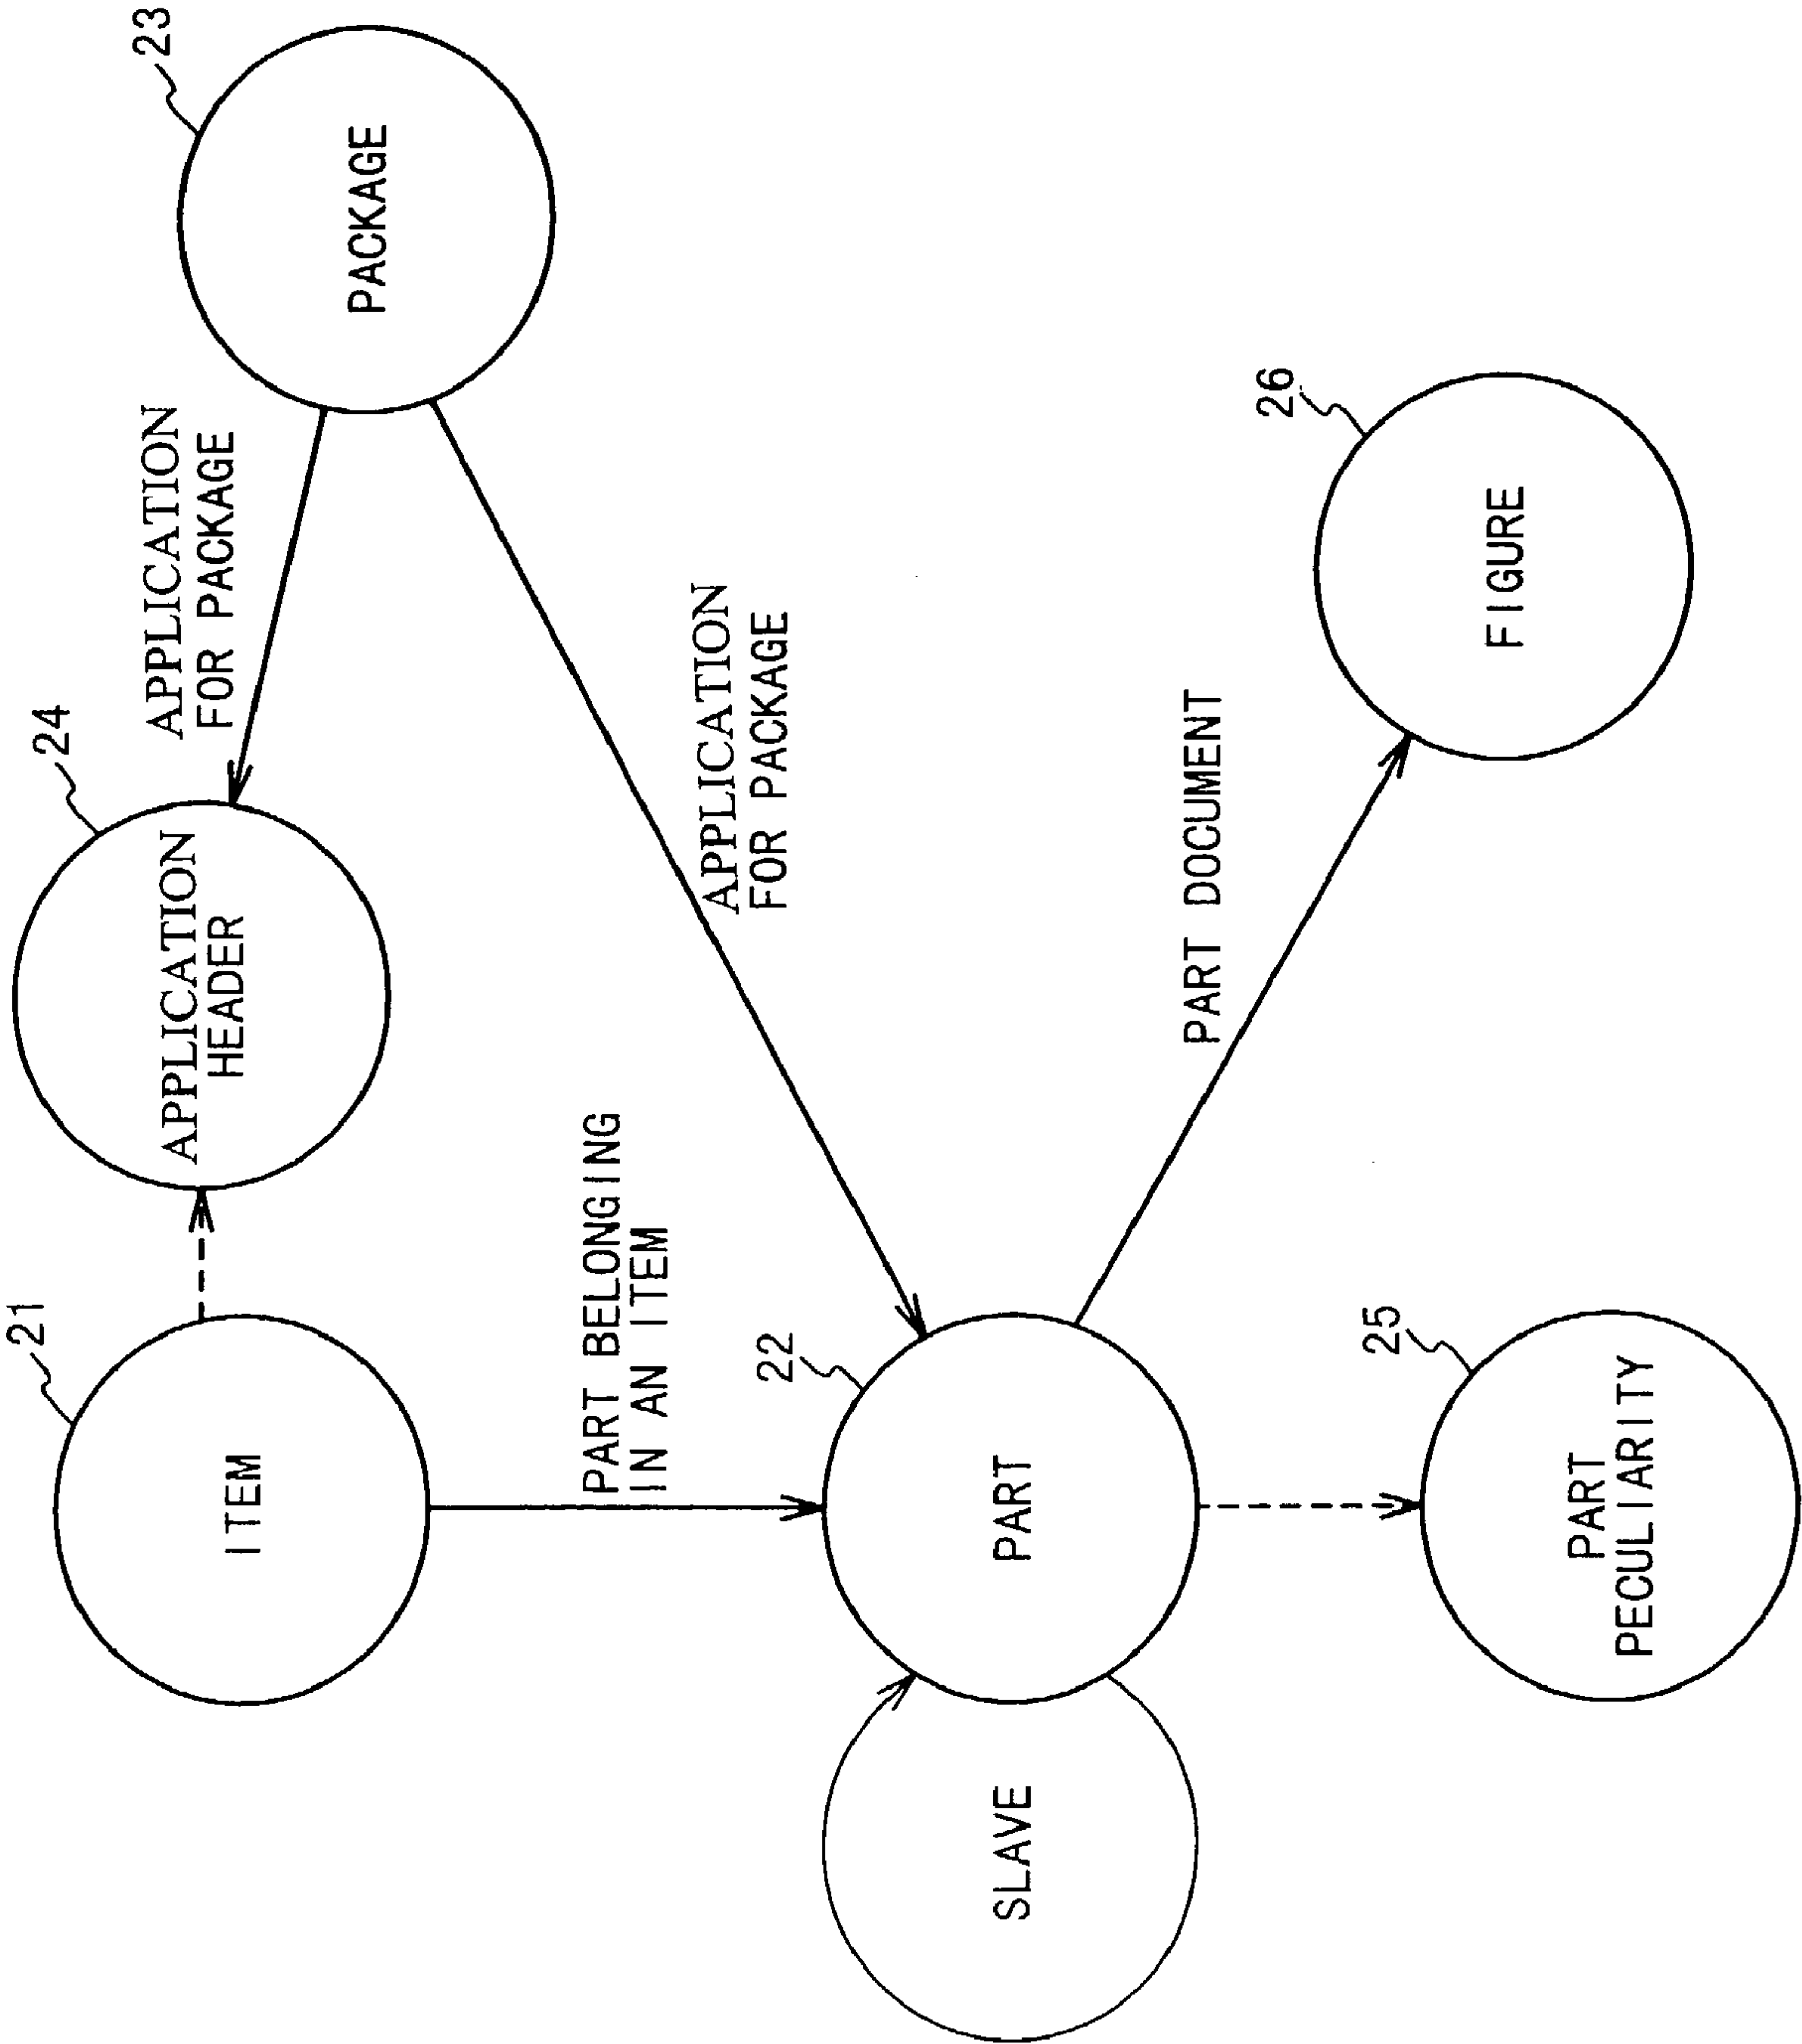 21
ITEM
24
APPLICATION
HEADER
APPLICATION
FOR PACKAGE
23
PACKAGE
PART BELONGING
IN AN ITEM
APPLICATION
FOR PACKAGE
SLAVE
22
PART
PART DOCUMENT
25
PART
PECULIARITY
26
FIGURE